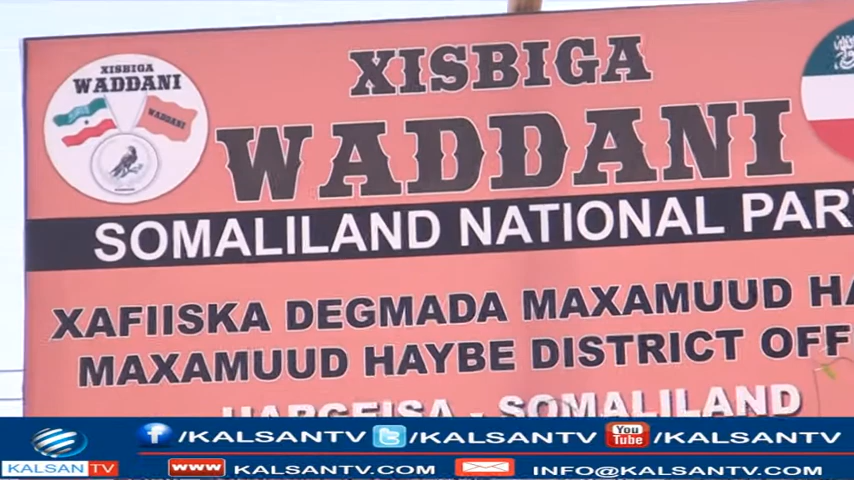 XISBIGA
WADDANI
WADDANI
XISBIGA
WADDANI
SOMALILAND NATIONAL PAR
XAFIISKA DEGMADA MAXAMUUD HA
MAXAMUUD HAYBE DISTRICT OFF
HARGEISA - SOMALILAND
/KALSANTV /KALSANTV You Tube /KALSANTV
KALSAN TV www WWW.KALSANTV.COM INFO@KALSANTV.COM